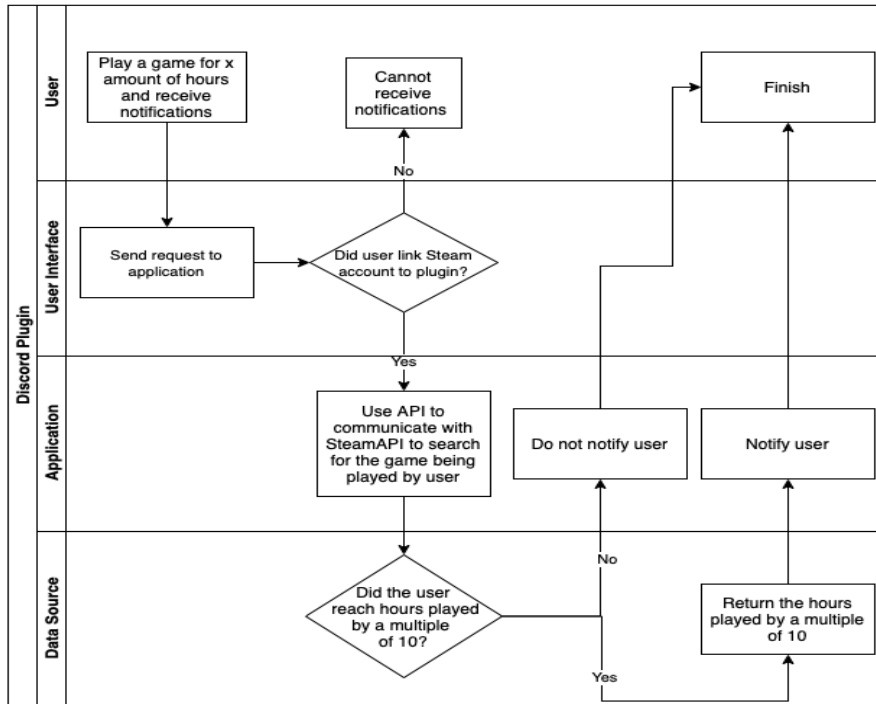 Discord Plugin
User
Play a game for x
amount of hours
and receive
notifications
Cannot
receive
notifications
Finish
No
User Interface
Send request to
application
Did user link Steam
account to plugin?
Yes
Application
Use API to
communicate with
SteamAPI to search
for the game being
played by user
Do not notify user
Notify user
Data Source
Did the user
reach hours played
by a multiple
of 10?
No
Yes
Return the hours
played by a multiple
of 10